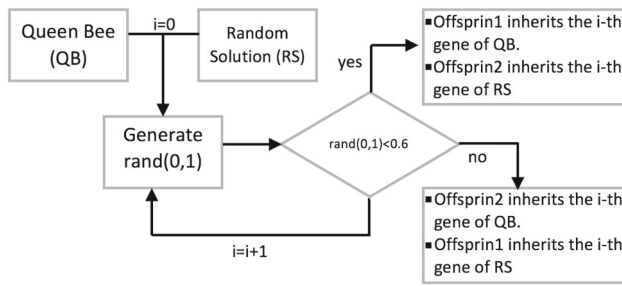 Queen Bee
(QB)
i=0
Random
Solution (RS)
yes
▪Offsprin1 inherits the i-th
gene of QB.
▪Offsprin2 inherits the i-th
gene of RS
Generate
rand(0,1)
rand(0,1)<0.6
no
▪Offsprin2 inherits the i-th
gene of QB.
▪Offsprin1 inherits the i-th
gene of RS
i=i+1